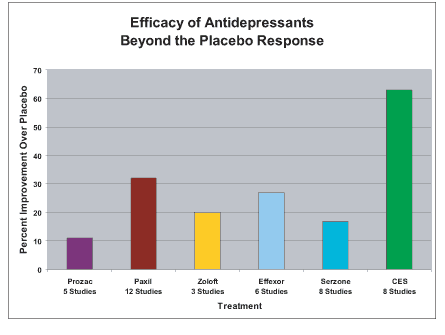 Efficacy of Antidepressants
Beyond the Placebo Response
Percent Improvement Over Placebo
70
60
50
40
30
20
10
0
Prozac Paxil Zoloft Effexor Serzone CES
5 Studies 12 Studies 3 Studies 6 Studies 8 Studies 8 Studies
Treatment